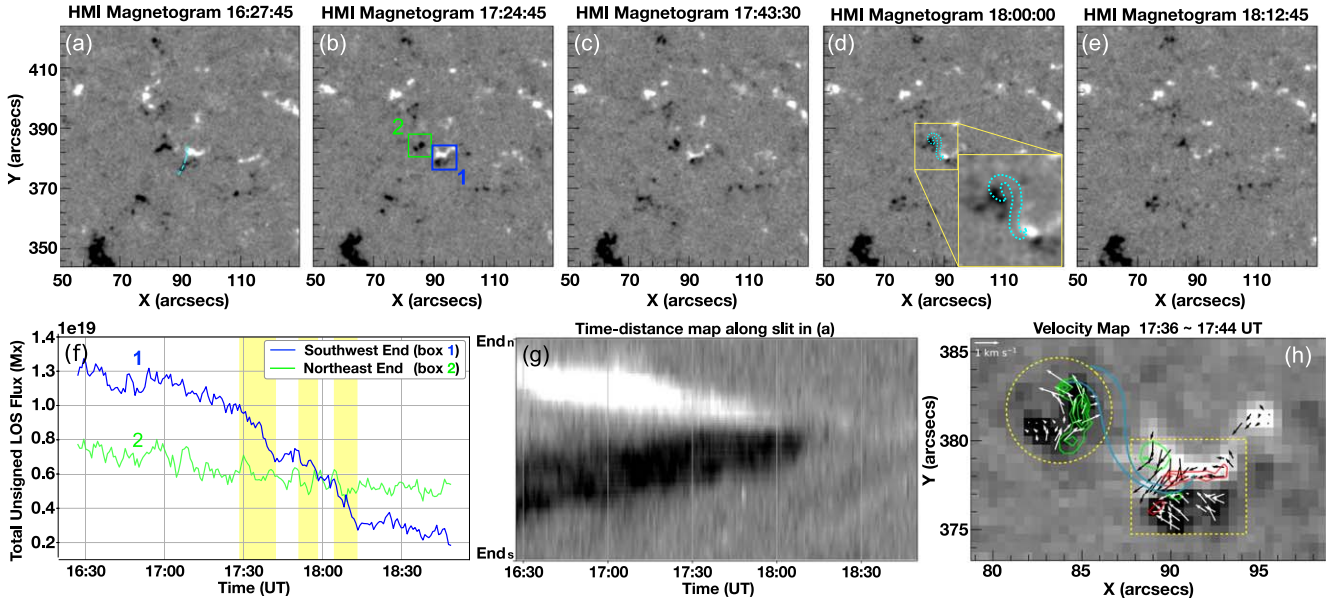 HMI Magnetogram 16:27:45 HMI Magnetogram 17:24:45 HMI Magnetogram 17:43:30 HMI Magnetogram 18:00:00 HMI Magnetogram 18:12:45
(a) (b) (c) (d) (e)
410
390
370
350
Y (arcsecs)
2
1
50 70 90 110 50 70 90 110 50 70 90 110 50 70 90 110 50 70 90 110
X (arcsecs) X (arcsecs) X (arcsecs) X (arcsecs) X (arcsecs)
1e19
Total Unsigned LOS Flux (Mx)
1.4
1.3
1.0
0.8
0.6
0.4
0.2
(f)
1
2
Southwest End (box 1)
Northeast End (box 2)
16:30 17:00 17:30 18:00 18:30
Time (UT)
Time-distance map along slit in (a)
End n
(g)
End s
17:00 17:30 18:00 18:30
Time (UT)
Velocity Map 17:36 ~ 17:44 UT
1 km s⁻¹
(h)
Y (arcsecs)
385
380
375
80 85 90 95
X (arcsecs)